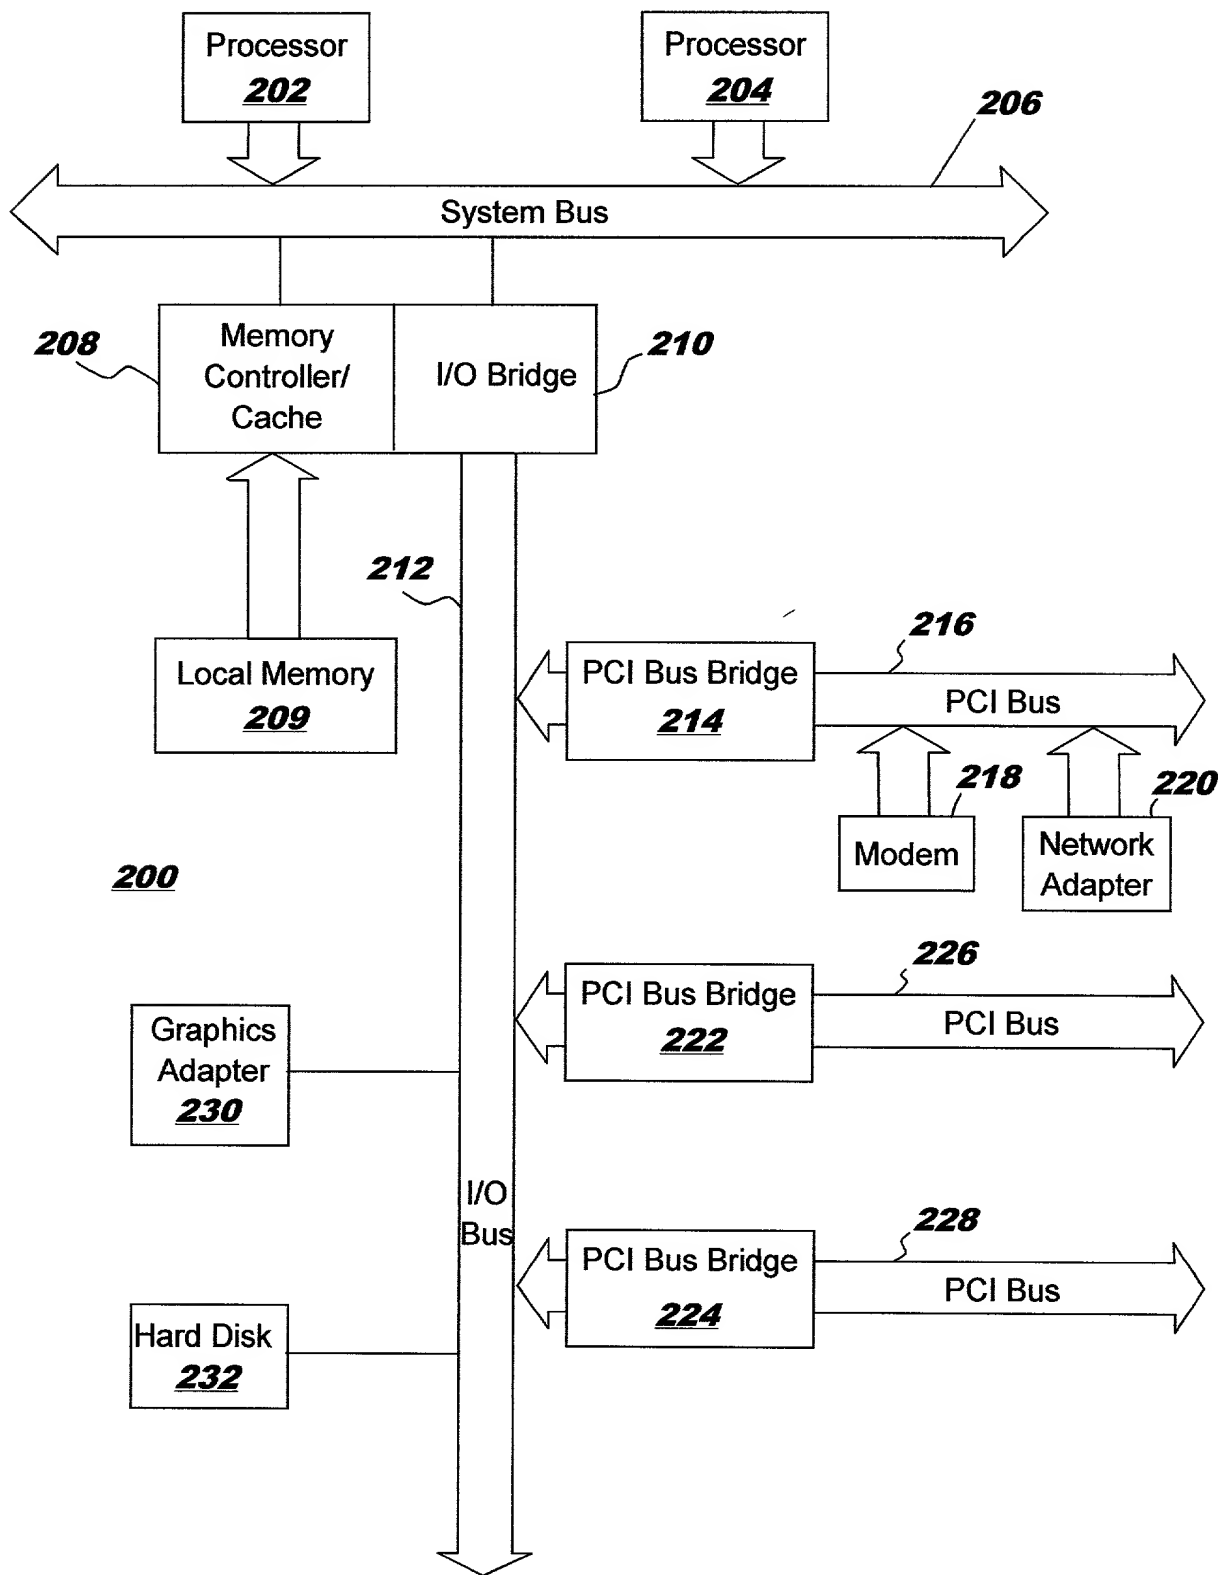 Processor
202
Processor
204
206
System Bus
208
Memory
Controller/
Cache
I/O Bridge
210
212
Local Memory
209
216
PCI Bus Bridge
214
PCI Bus
218
220
Modem
Network
Adapter
200
226
PCI Bus Bridge
222
PCI Bus
Graphics
Adapter
230
I/O
Bus
228
PCI Bus Bridge
224
PCI Bus
Hard Disk
232